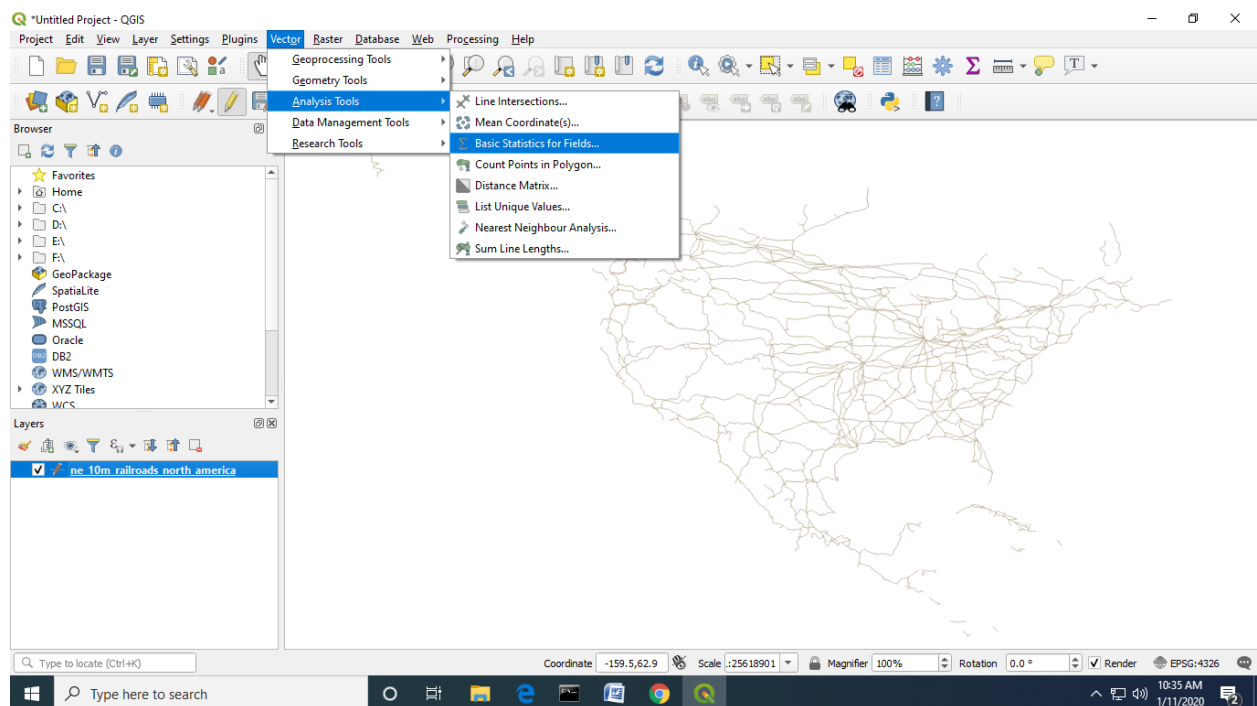 *Untitled Project - QGIS
Project Edit View Layer Settings Plugins Vector Raster Database Web Processing Help
Geoprocessing Tools
Geometry Tools
Analysis Tools
Data Management Tools
Research Tools
Line Intersections...
Mean Coordinate(s)...
Basic Statistics for Fields...
Count Points in Polygon...
Distance Matrix...
List Unique Values...
Nearest Neighbour Analysis...
Sum Line Lengths...
Browser
Favorites
Home
C:\
D:\
E:\
F:\
GeoPackage
SpatiaLite
PostGIS
MSSQL
Oracle
DB2
WMS/WMTS
XYZ Tiles
WCS
Layers
ne_10m_railroads_north_america
Type to locate (Ctrl+K)
Coordinate -159.5,62.9 Scale .:25618901 Magnifier 100% Rotation 0.0 ° Render EPSG:4326
Type here to search
10:35 AM
1/11/2020
2